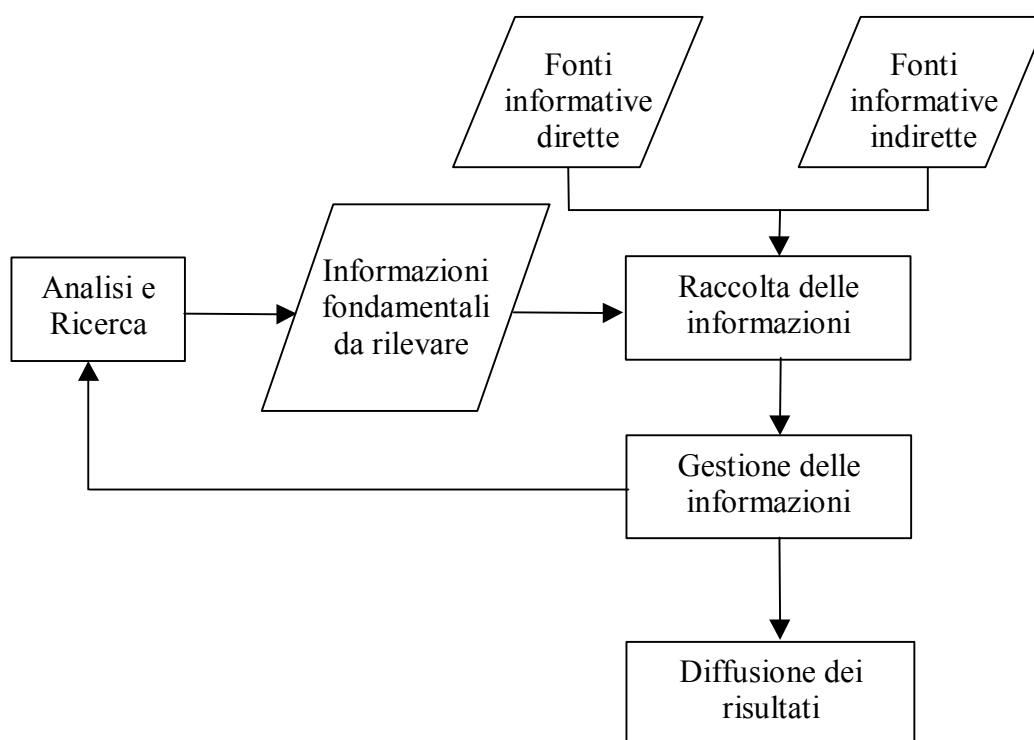 Fonti
informative
dirette
Fonti
informative
indirette
Analisi e
Ricerca
Informazioni
fondamentali
da rilevare
Raccolta delle
informazioni
Gestione delle
informazioni
Diffusione dei
risultati